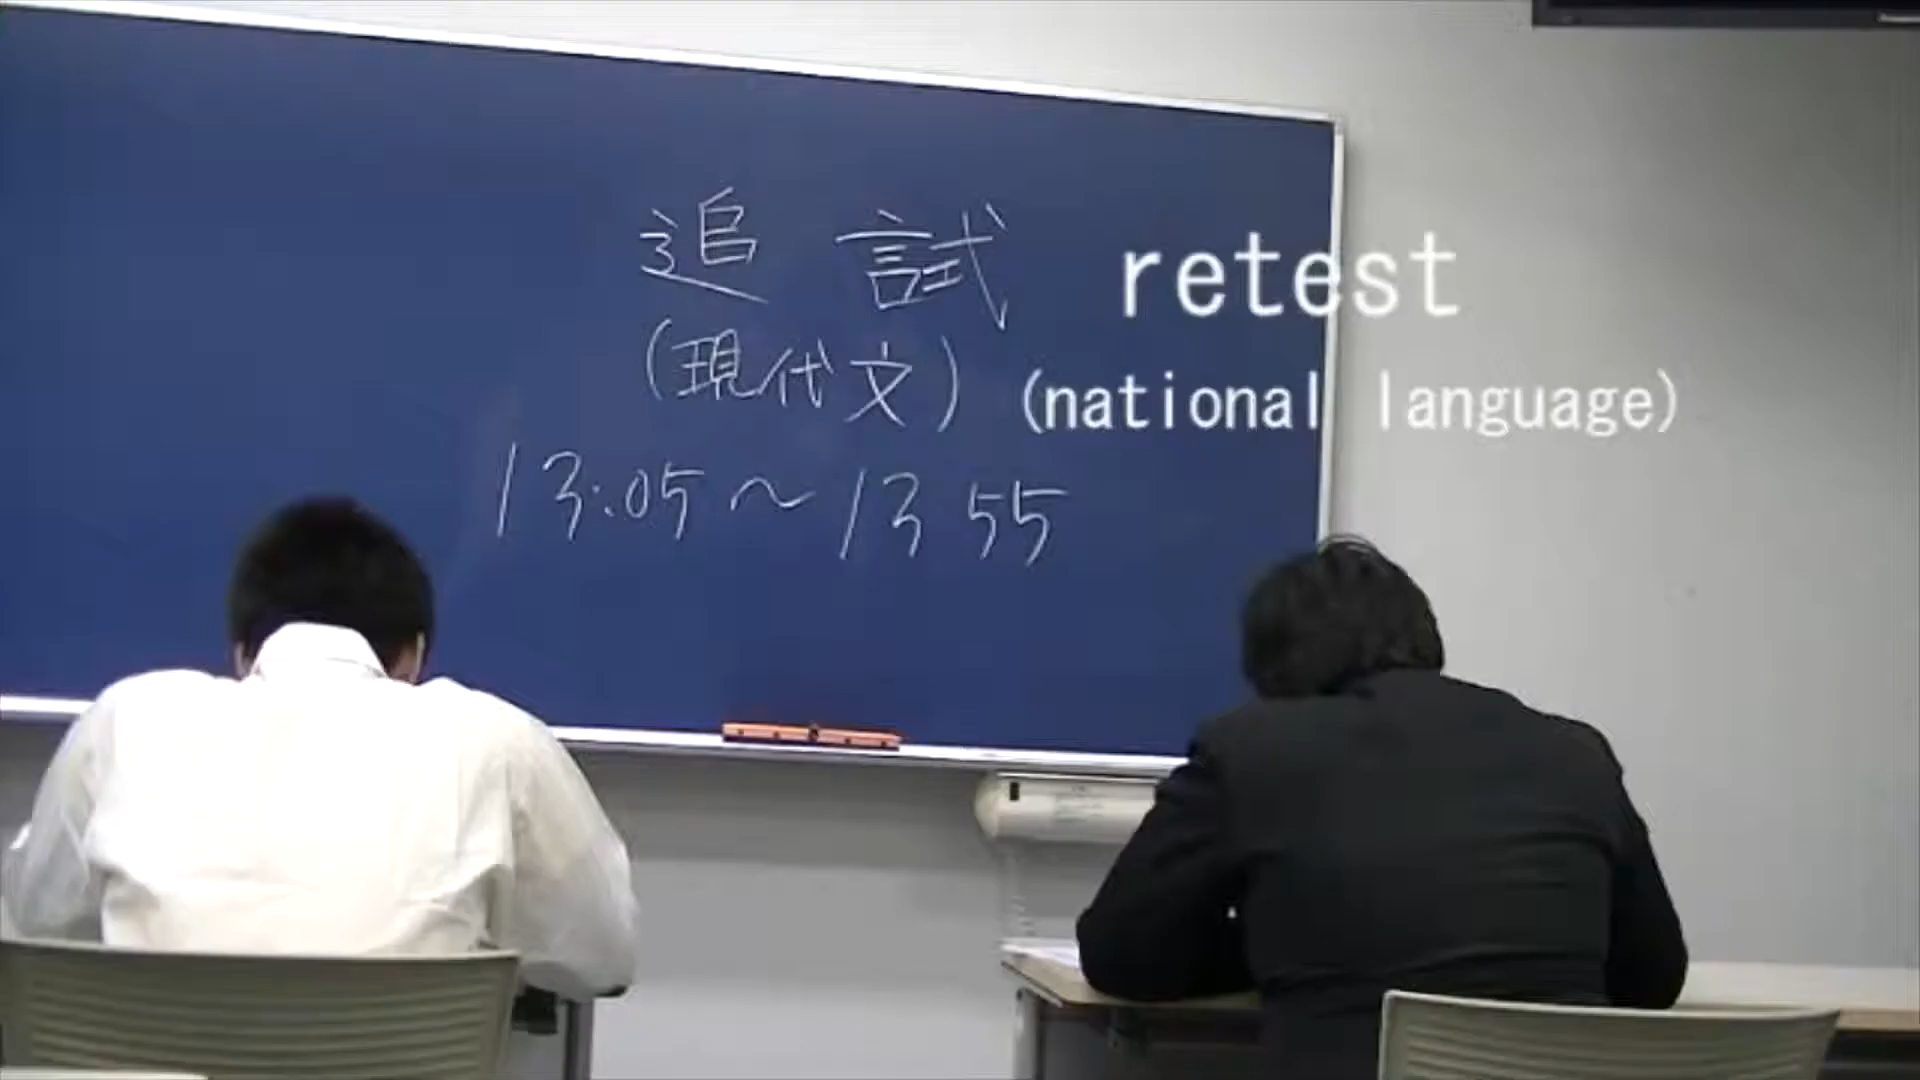 追試 retest
(現代文) (national language)
13:05～13 55